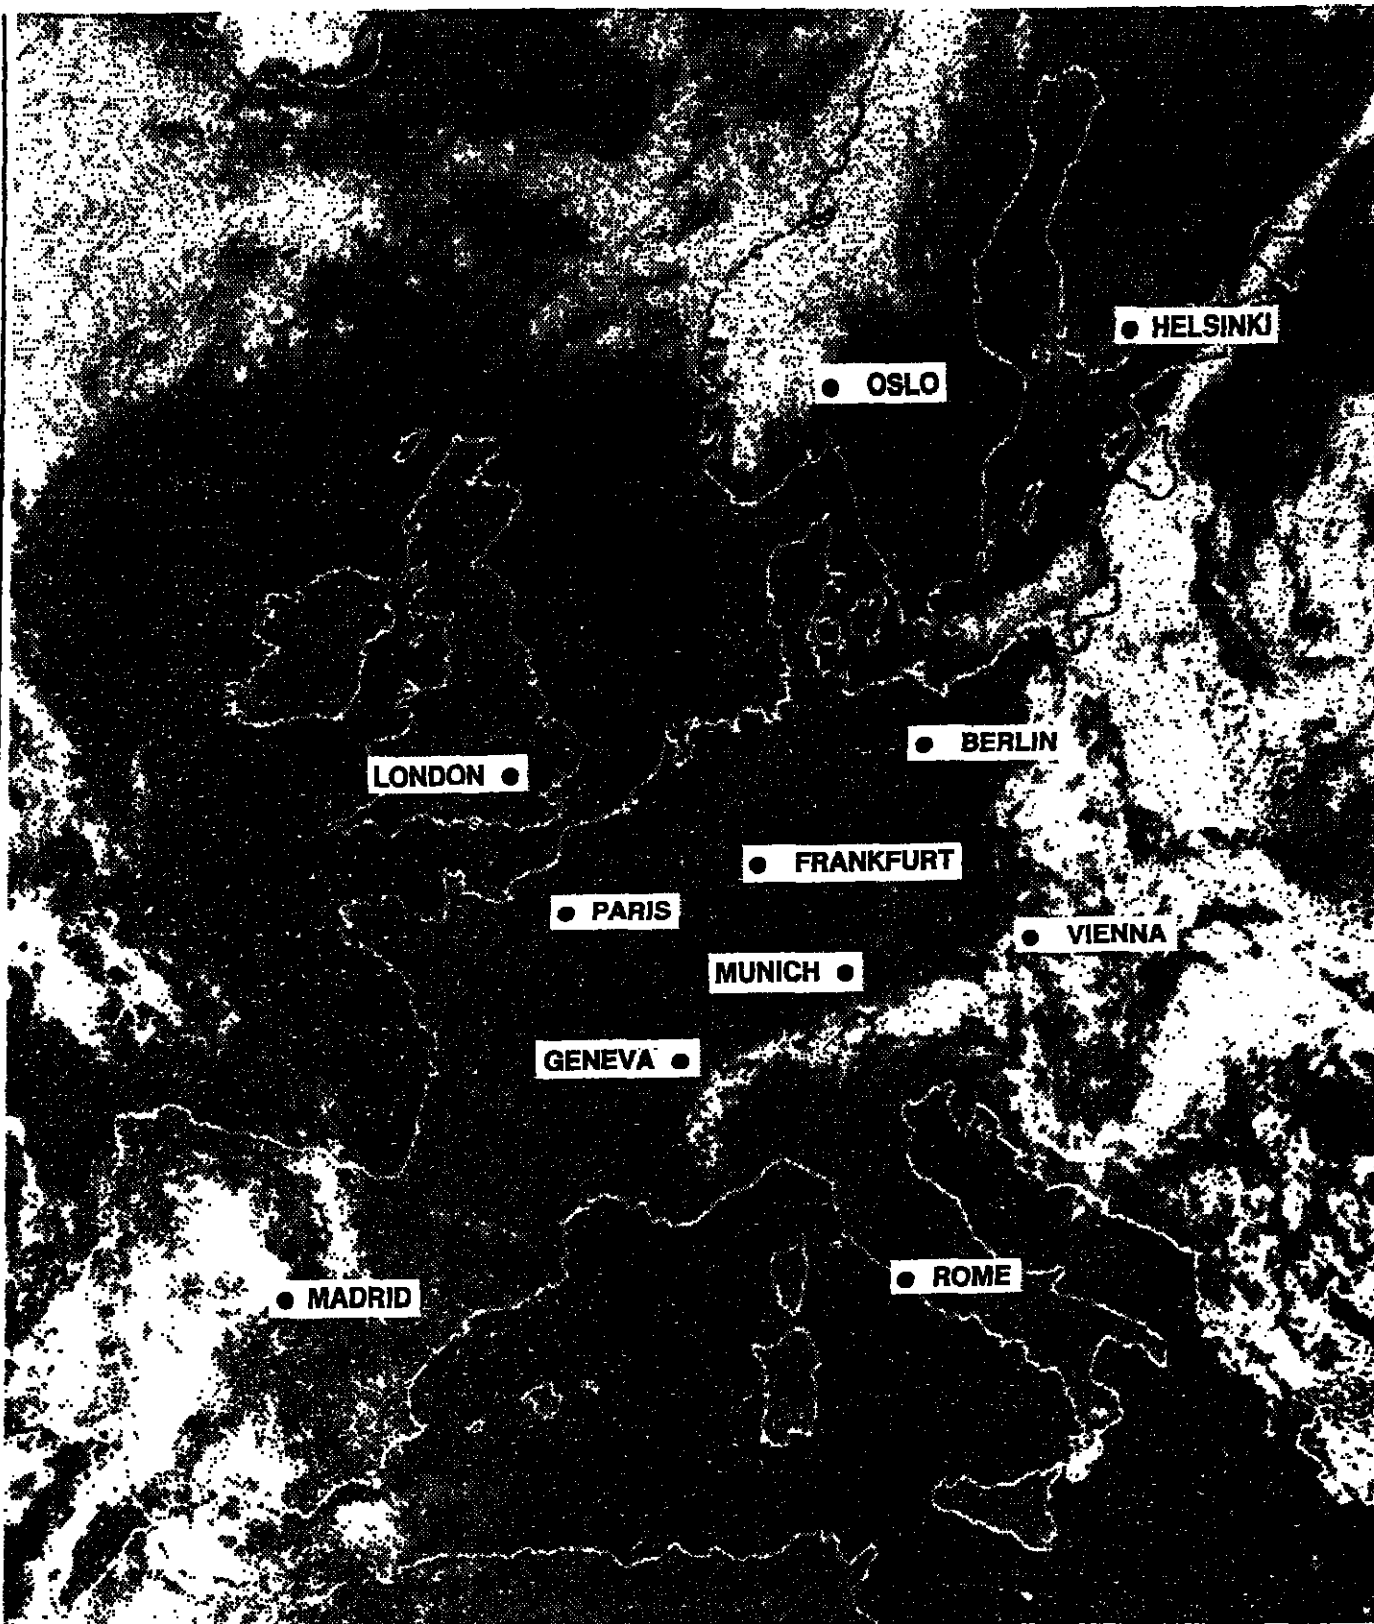 HELSINKI
OSLO
BERLIN
LONDON
FRANKFURT
PARIS
VIENNA
MUNICH
GENEVA
ROME
MADRID